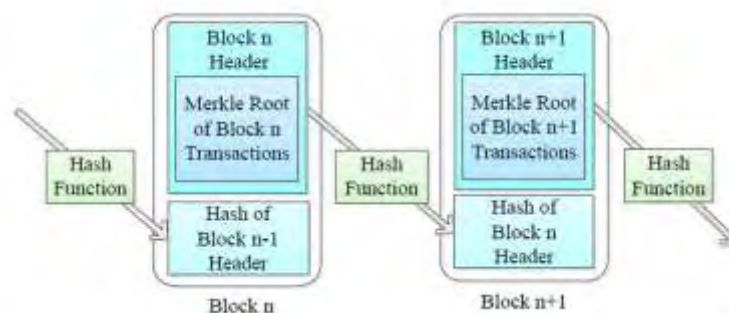 Block n
Header
Merkle Root
of Block n
Transactions
Hash
Function
Hash of
Block n-1
Header
Block n
Hash
Function
Block n+1
Header
Merkle Root
of Block n+1
Transactions
Hash of
Block n
Header
Block n+1
Hash
Function